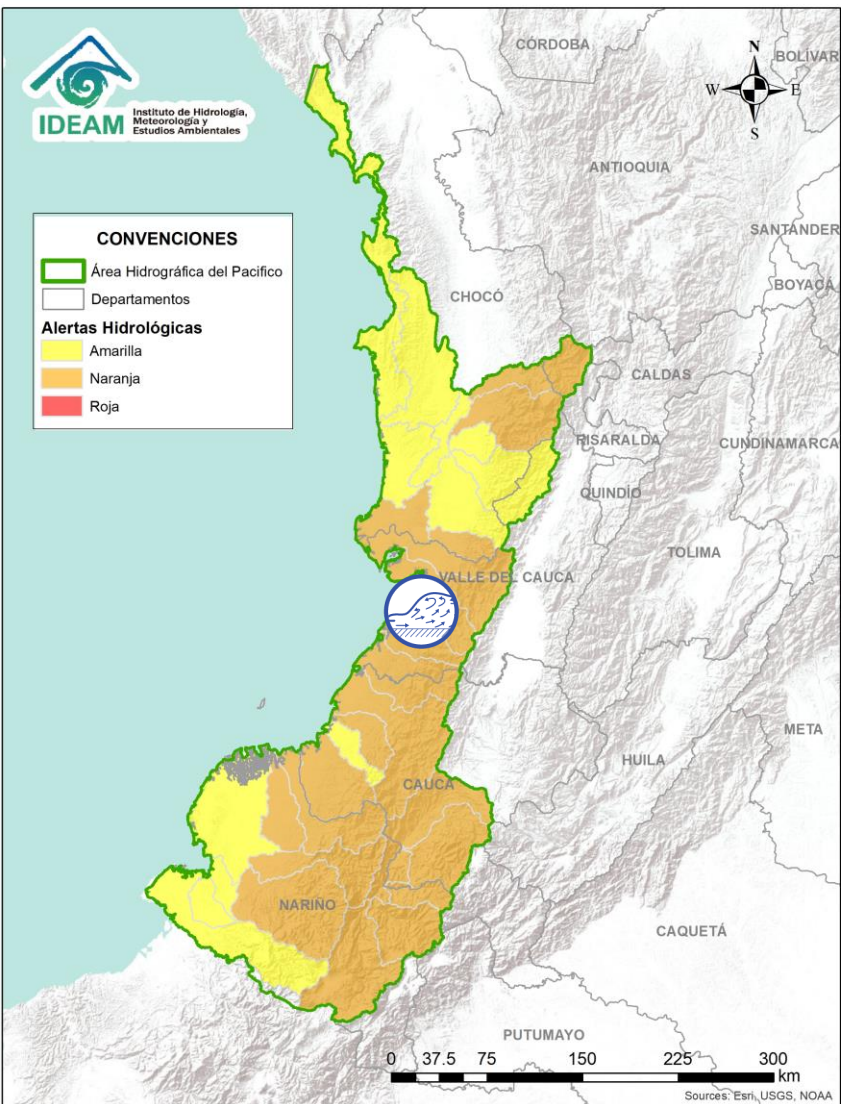 IDEAM
Instituto de Hidrología,
Meteorología y
Estudios Ambientales
N
W
E
S
CONVENCIONES
Área Hidrográfica del Pacifico
Departamentos
Alertas Hidrológicas
Amarilla
Naranja
Roja
CÓRDOBA
BOLÍVAR
ANTIOQUIA
SANTANDER
BOYACÁ
CHOCÓ
CALDAS
RISARALDA
CUNDINAMARCA
QUINDÍO
TOLIMA
VALLE DEL CAUCA
META
HUILA
CAUCA
NARIÑO
CAQUETÁ
PUTUMAYO
0 37.5 75 150 225 300
km
Sources: Esri, USGS, NOAA